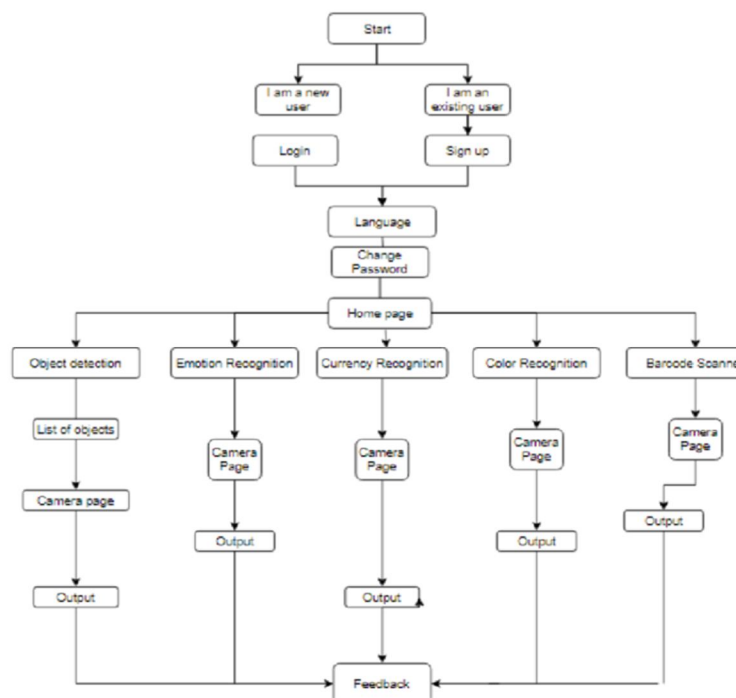 Start
I am a new
user
I am an
existing user
Login
Sign up
Language
Change
Password
Home page
Object detection
Emotion Recognition
Currency Recognition
Color Recognition
Barcode Scanne
List of objects
Camera
Page
Camera
Page
Camera
Page
Camera
Page
Camera page
Output
Output
Output
Output
Output
Feedback